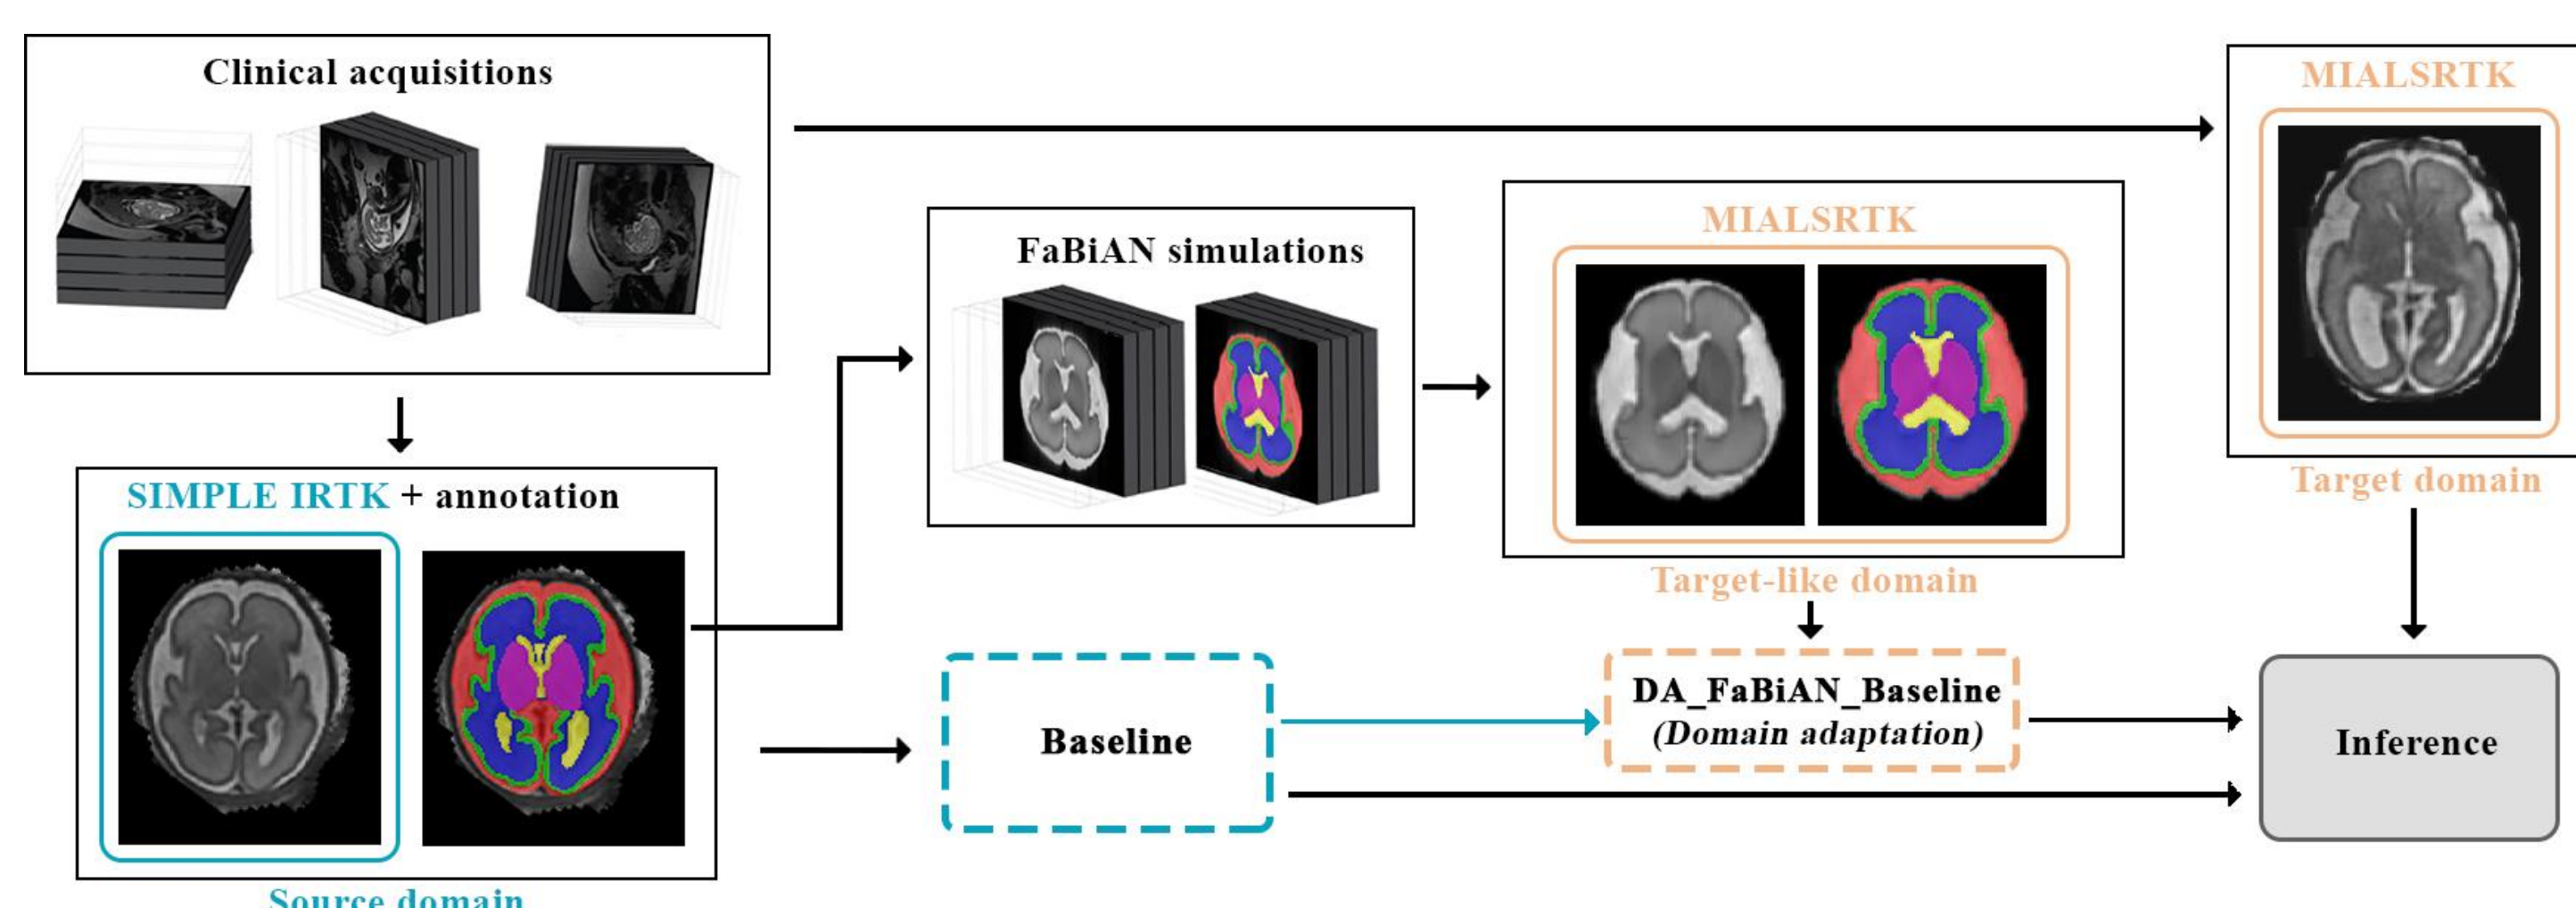 Clinical acquisitions
MIALSRTK
MIALSRTK
FaBiAN simulations
Target domain
SIMPLE IRTK + annotation
Target-like domain
DA_FaBiAN_Baseline
(Domain adaptation)
Baseline
Inference
Source domain